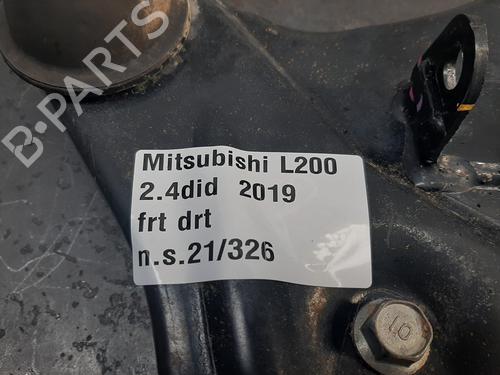 B-PARTS
Mitsubishi L200
2.4did 2019
frt drt
n.s.21/326
10